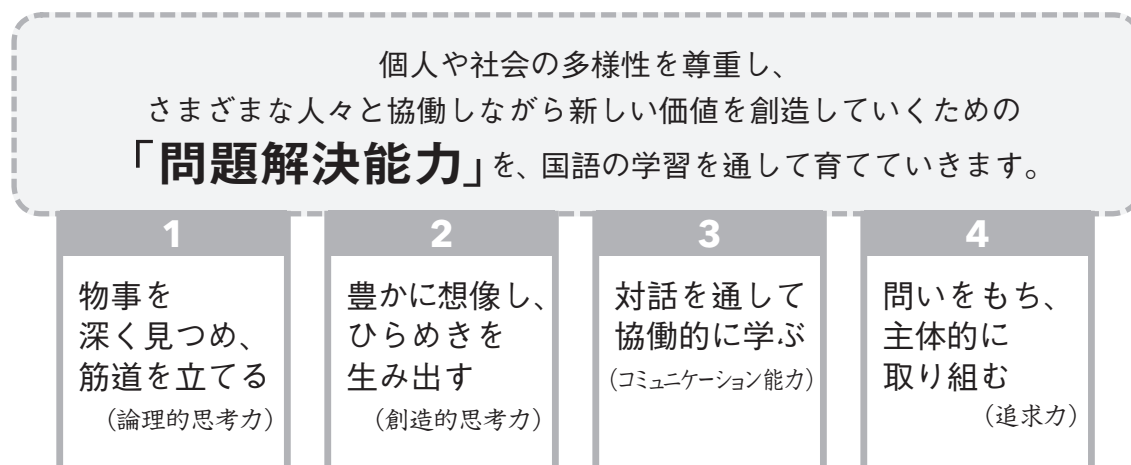 個人や社会の多様性を尊重し、
さまざまな人々と協働しながら新しい価値を創造していくための
「問題解決能力」を、国語の学習を通して育てていきます。
1
物事を
深く見つめ、
筋道を立てる
（論理的思考力）
2
豊かに想像し、
ひらめきを
生み出す
（創造的思考力）
3
対話を通して
協働的に学ぶ
（コミュニケーション能力）
4
問いをもち、
主体的に
取り組む
（追求力）